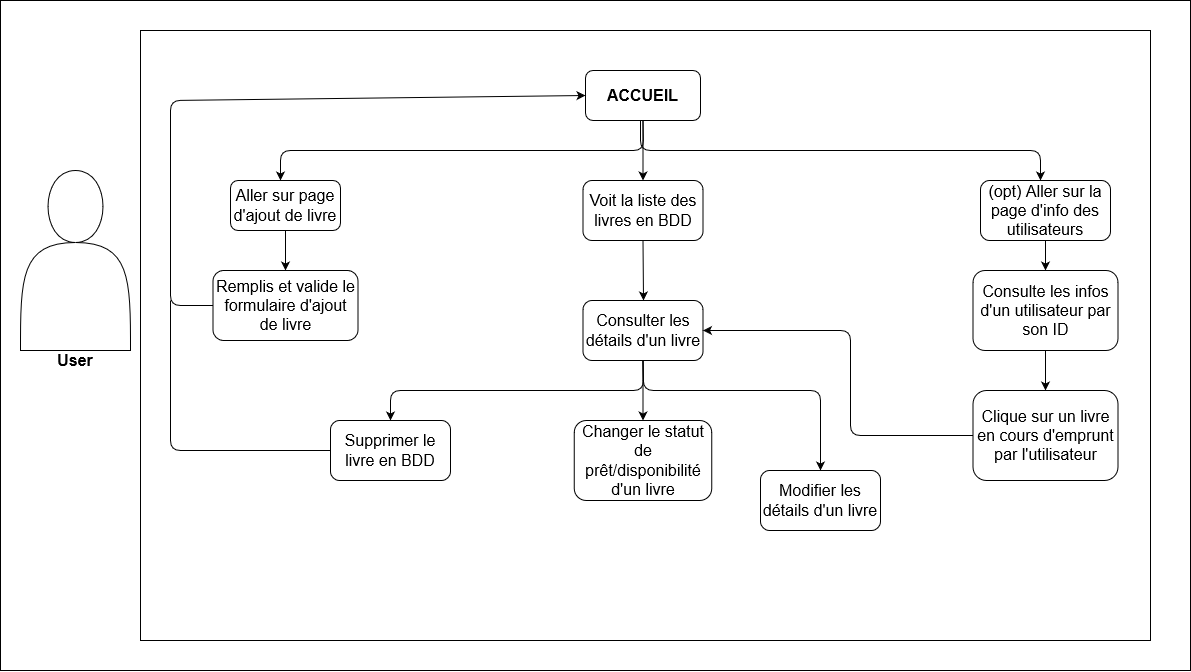 ACCUEIL
Aller sur page
d'ajout de livre
Voit la liste des
livres en BDD
(opt) Aller sur la
page d'info des
utilisateurs
Remplis et valide le
formulaire d'ajout
de livre
Consulter les
détails d'un livre
Consulte les infos
d'un utilisateur par
son ID
User
Supprimer le
livre en BDD
Changer le statut
de
prêt/disponibilité
d'un livre
Modifier les
détails d'un livre
Clique sur un livre
en cours d'emprunt
par l'utilisateur